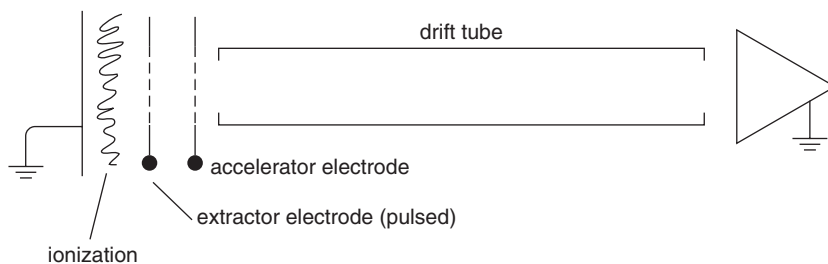 drift tube
accelerator electrode
extractor electrode (pulsed)
ionization